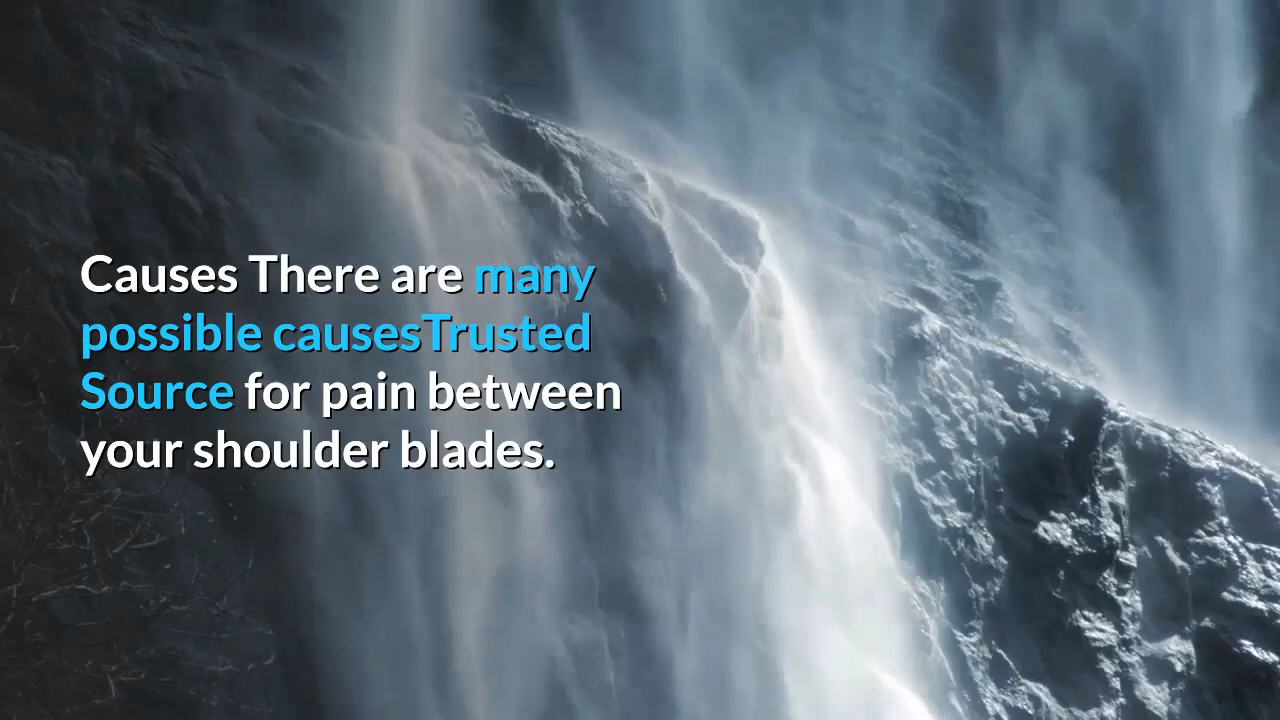 Causes There are many
possible causesTrusted
Source for pain between
your shoulder blades.